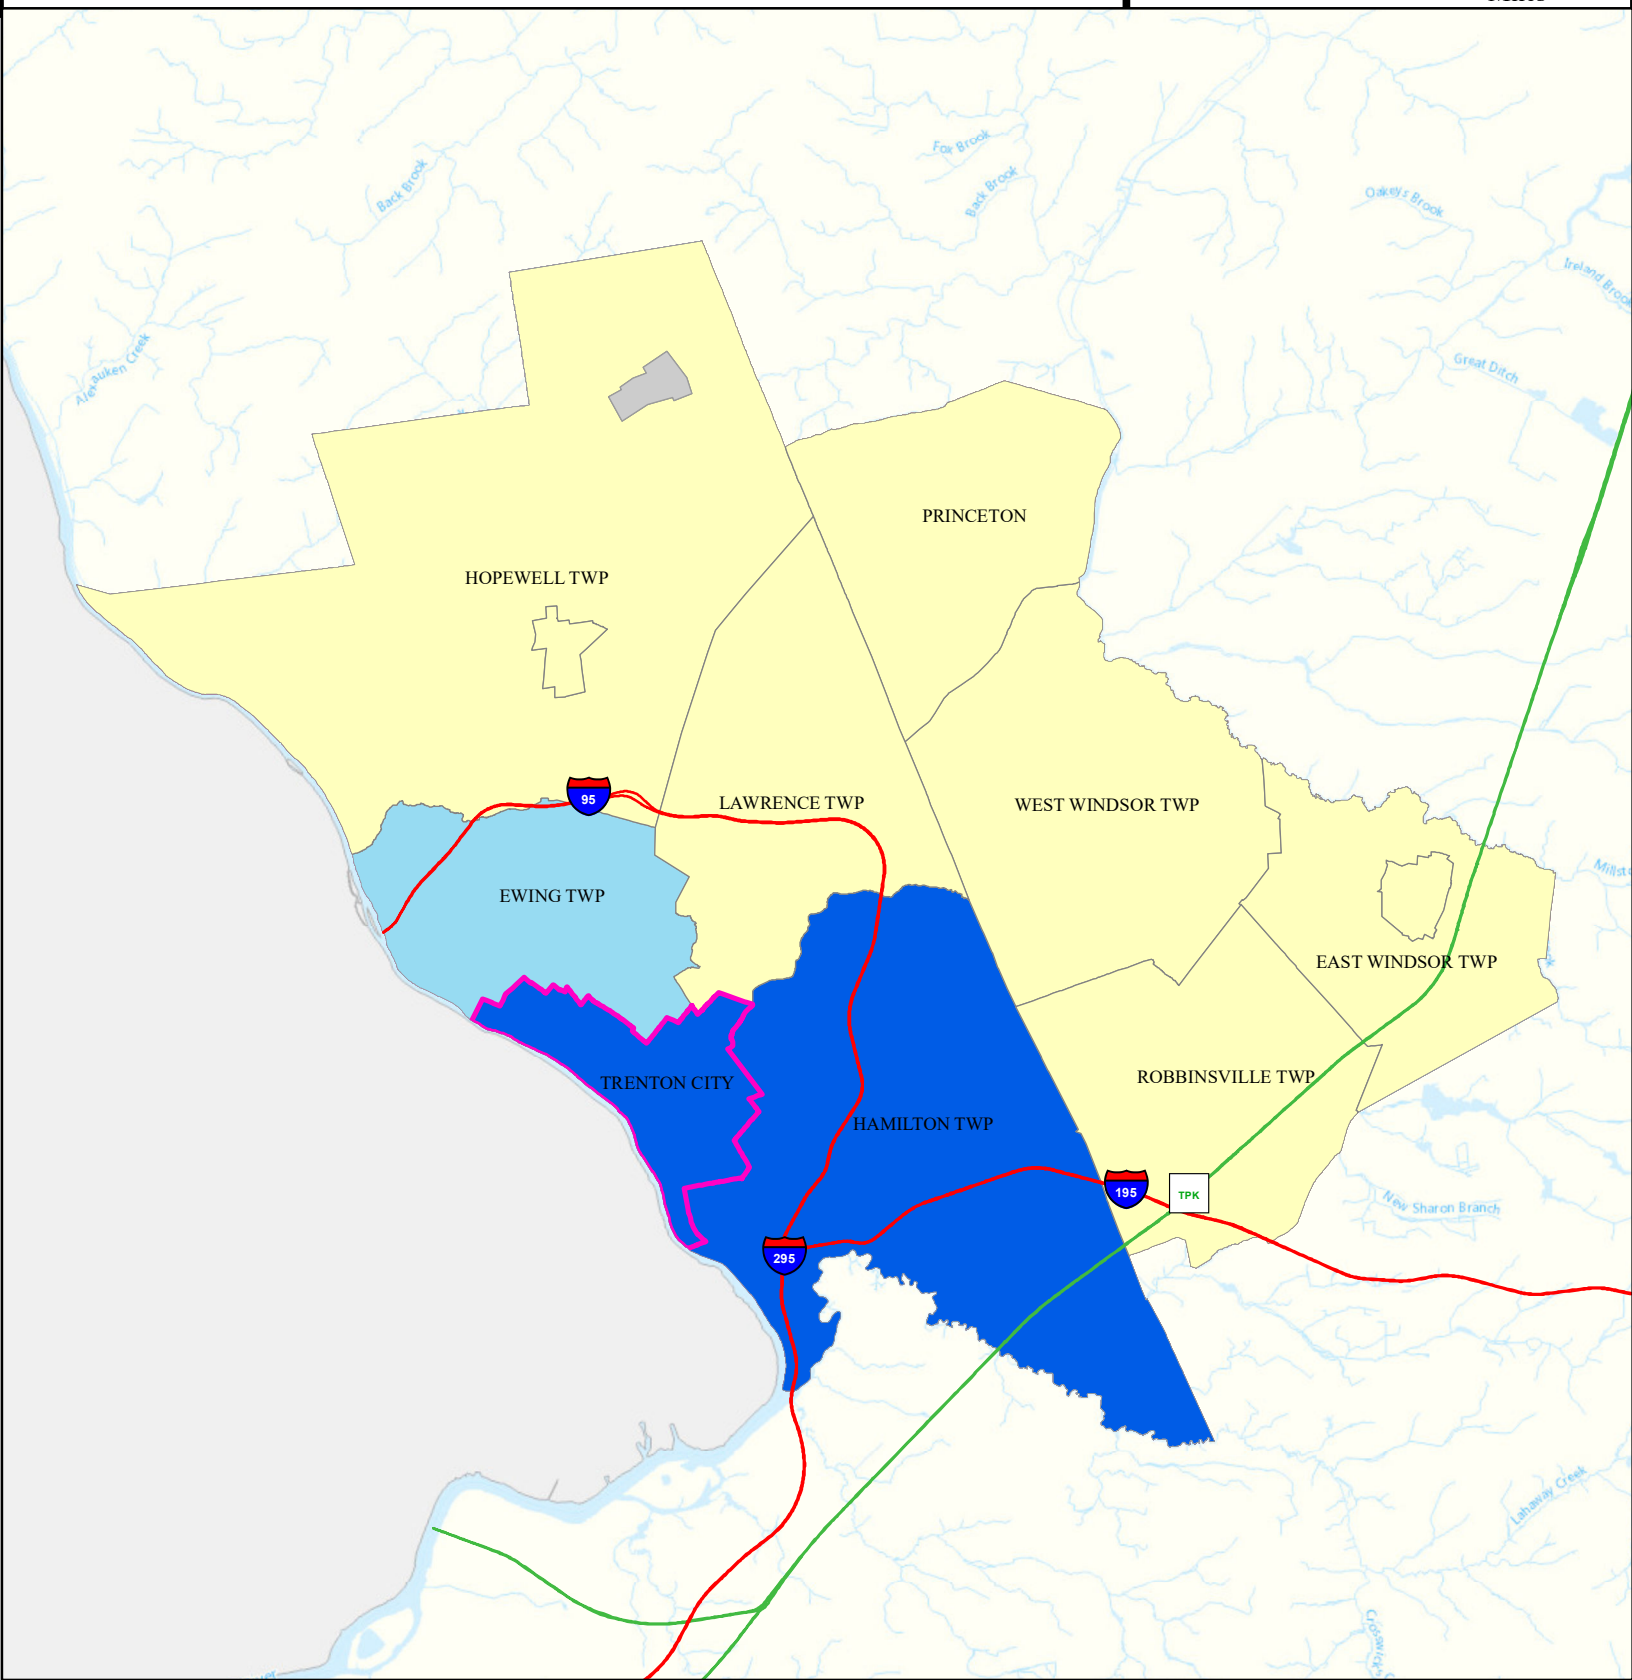 Fox Brook
Back Brook
Back Brook
Oakeys Brook
Ireland Brook
Alexauken Creek
Great Ditch
PRINCETON
HOPEWELL TWP
95
LAWRENCE TWP
WEST WINDSOR TWP
EWING TWP
EAST WINDSOR TWP
TRENTON CITY
ROBBINSVILLE TWP
HAMILTON TWP
195
TPK
New Sharon Branch
295
Lahaway Creek